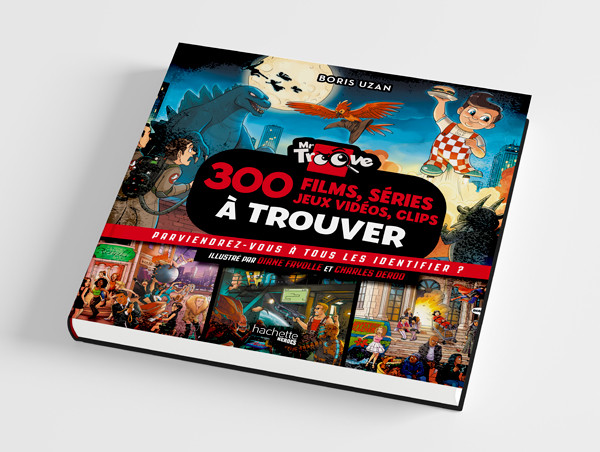 BORIS UZAN
Mr
Troove
300 FILMS, SÉRIES
JEUX VIDÉOS, CLIPS
À TROUVER
PARVIENDREZ-VOUS À TOUS LES IDENTIFIER ?
ILLUSTRÉ PAR DIANE FAYOLLE ET CHARLES DEROU
hachette
HEROES